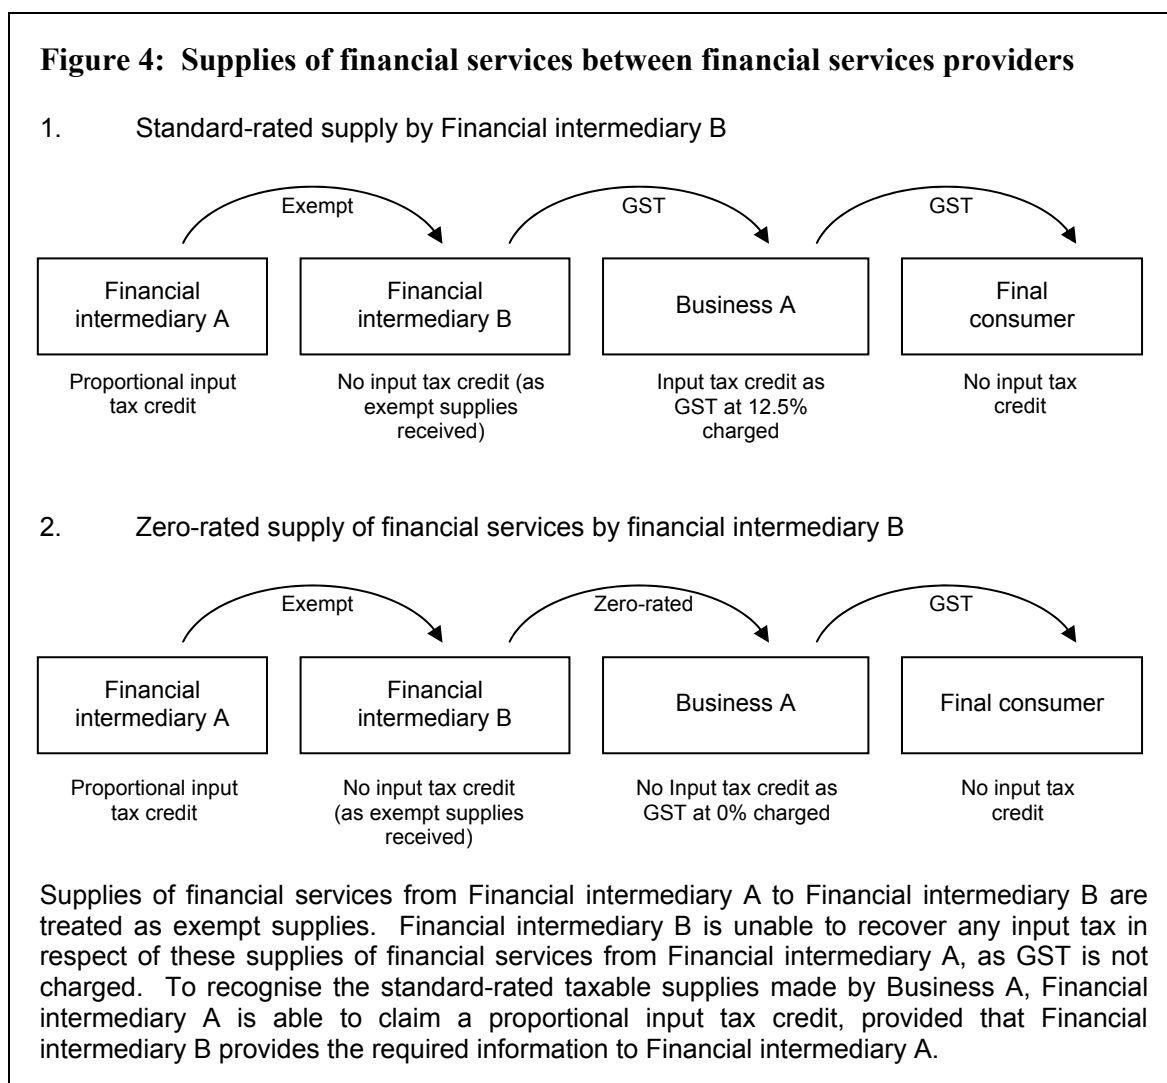 Figure 4: Supplies of financial services between financial services providers
1. Standard-rated supply by Financial intermediary B
Exempt
GST
GST
Financial
intermediary A
Financial
intermediary B
Business A
Final
consumer
Proportional input
tax credit
No input tax credit (as
exempt supplies
received)
Input tax credit as
GST at 12.5%
charged
No input tax
credit
2. Zero-rated supply of financial services by financial intermediary B
Exempt
Zero-rated
GST
Financial
intermediary A
Financial
intermediary B
Business A
Final consumer
Proportional input
tax credit
No input tax credit
(as exempt supplies
received)
No Input tax credit as
GST at 0% charged
No input tax
credit
Supplies of financial services from Financial intermediary A to Financial intermediary B are
treated as exempt supplies. Financial intermediary B is unable to recover any input tax in
respect of these supplies of financial services from Financial intermediary A, as GST is not
charged. To recognise the standard-rated taxable supplies made by Business A, Financial
intermediary A is able to claim a proportional input tax credit, provided that Financial
intermediary B provides the required information to Financial intermediary A.